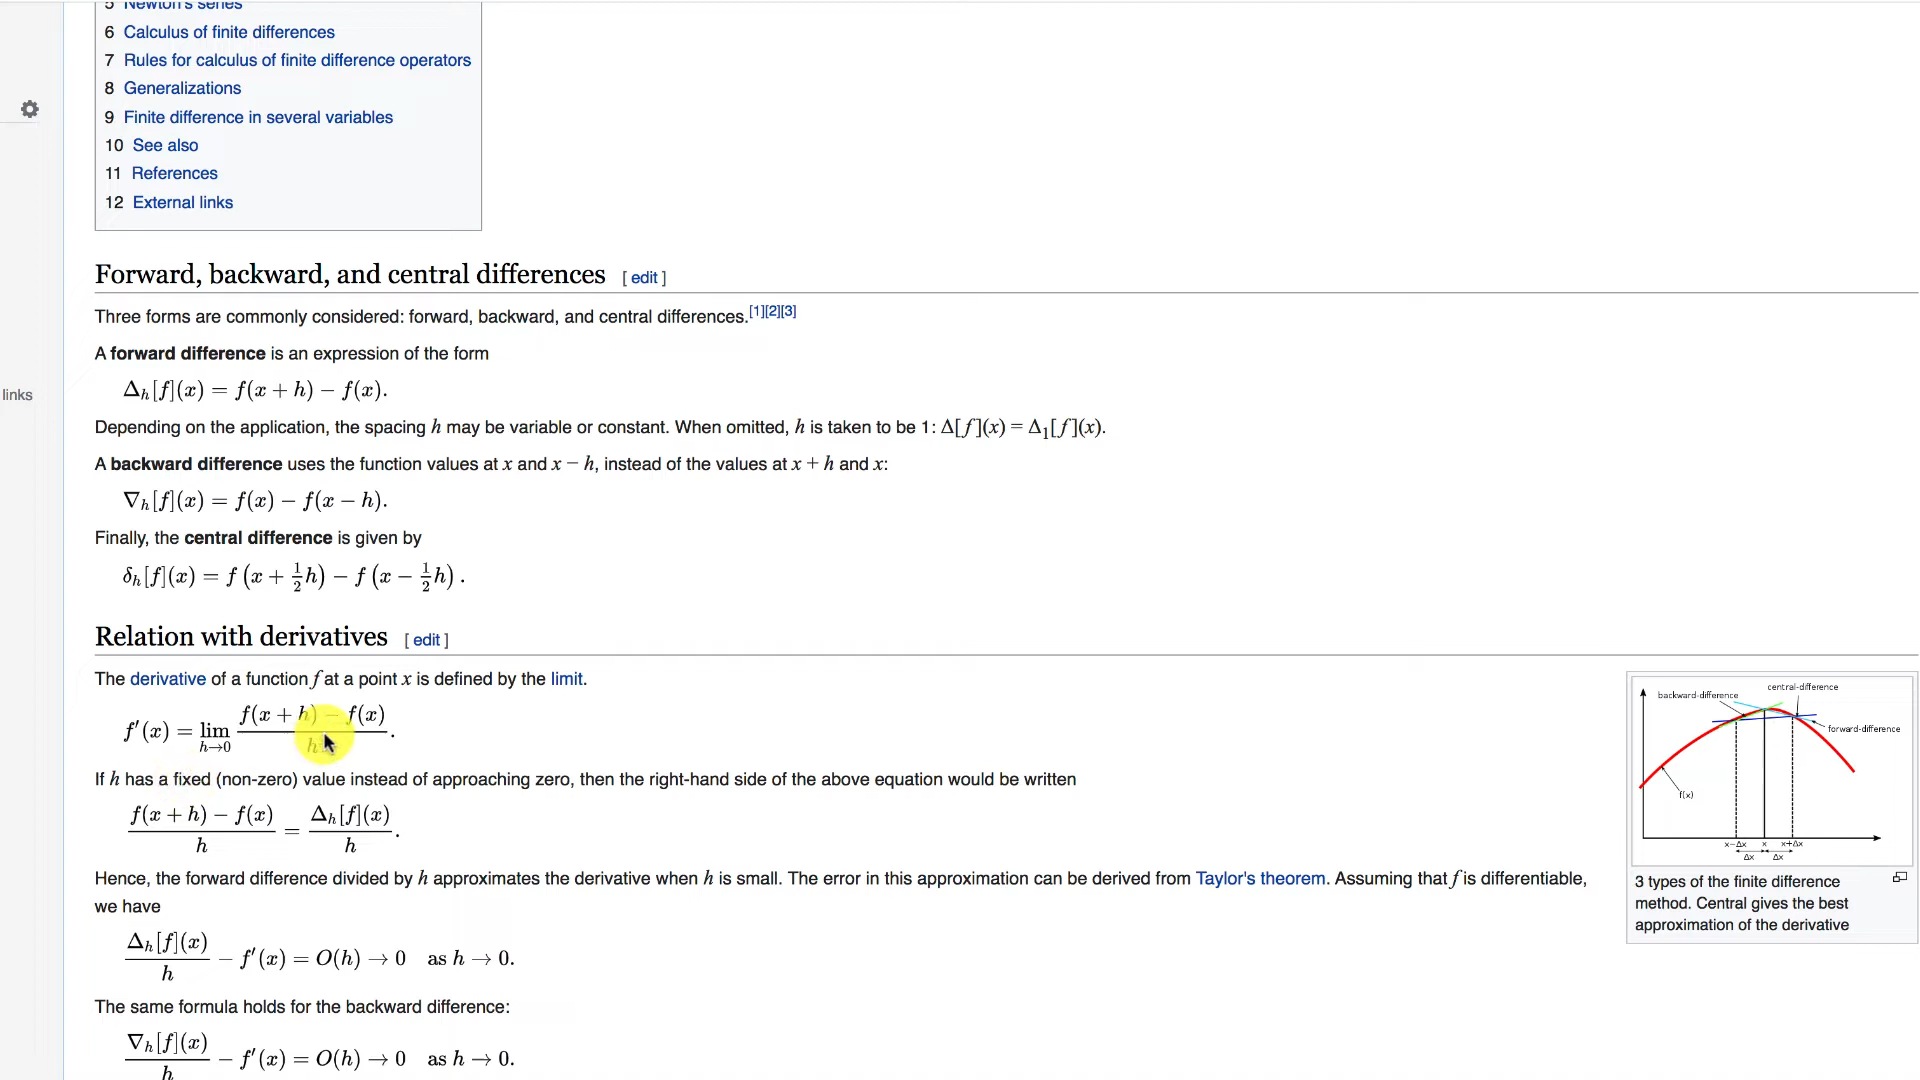 5 Newton's series
6 Calculus of finite differences
7 Rules for calculus of finite difference operators
8 Generalizations
9 Finite difference in several variables
10 See also
11 References
12 External links
links
Forward, backward, and central differences [ edit ]
Three forms are commonly considered: forward, backward, and central differences.[1][2][3]
A forward difference is an expression of the form
Δₕ[f](x) = f(x + h) − f(x).
Depending on the application, the spacing h may be variable or constant. When omitted, h is taken to be 1: Δ[f](x) = Δ₁[f](x).
A backward difference uses the function values at x and x − h, instead of the values at x + h and x:
∇ₕ[f](x) = f(x) − f(x − h).
Finally, the central difference is given by
δₕ[f](x) = f (x + ½h) − f (x − ½h) .
Relation with derivatives [ edit ]
The derivative of a function f at a point x is defined by the limit.
f′(x) = lim h→0 f(x + h) − f(x) / h .
If h has a fixed (non-zero) value instead of approaching zero, then the right-hand side of the above equation would be written
f(x + h) − f(x) / h = Δₕ[f](x) / h .
Hence, the forward difference divided by h approximates the derivative when h is small. The error in this approximation can be derived from Taylor's theorem. Assuming that f is differentiable,
we have
Δₕ[f](x) / h − f′(x) = O(h) → 0 as h → 0.
The same formula holds for the backward difference:
∇ₕ[f](x) / h − f′(x) = O(h) → 0 as h → 0.
central-difference
backward-difference
forward-difference
f(x)
x−Δx x x+Δx
Δx Δx
3 types of the finite difference
method. Central gives the best
approximation of the derivative